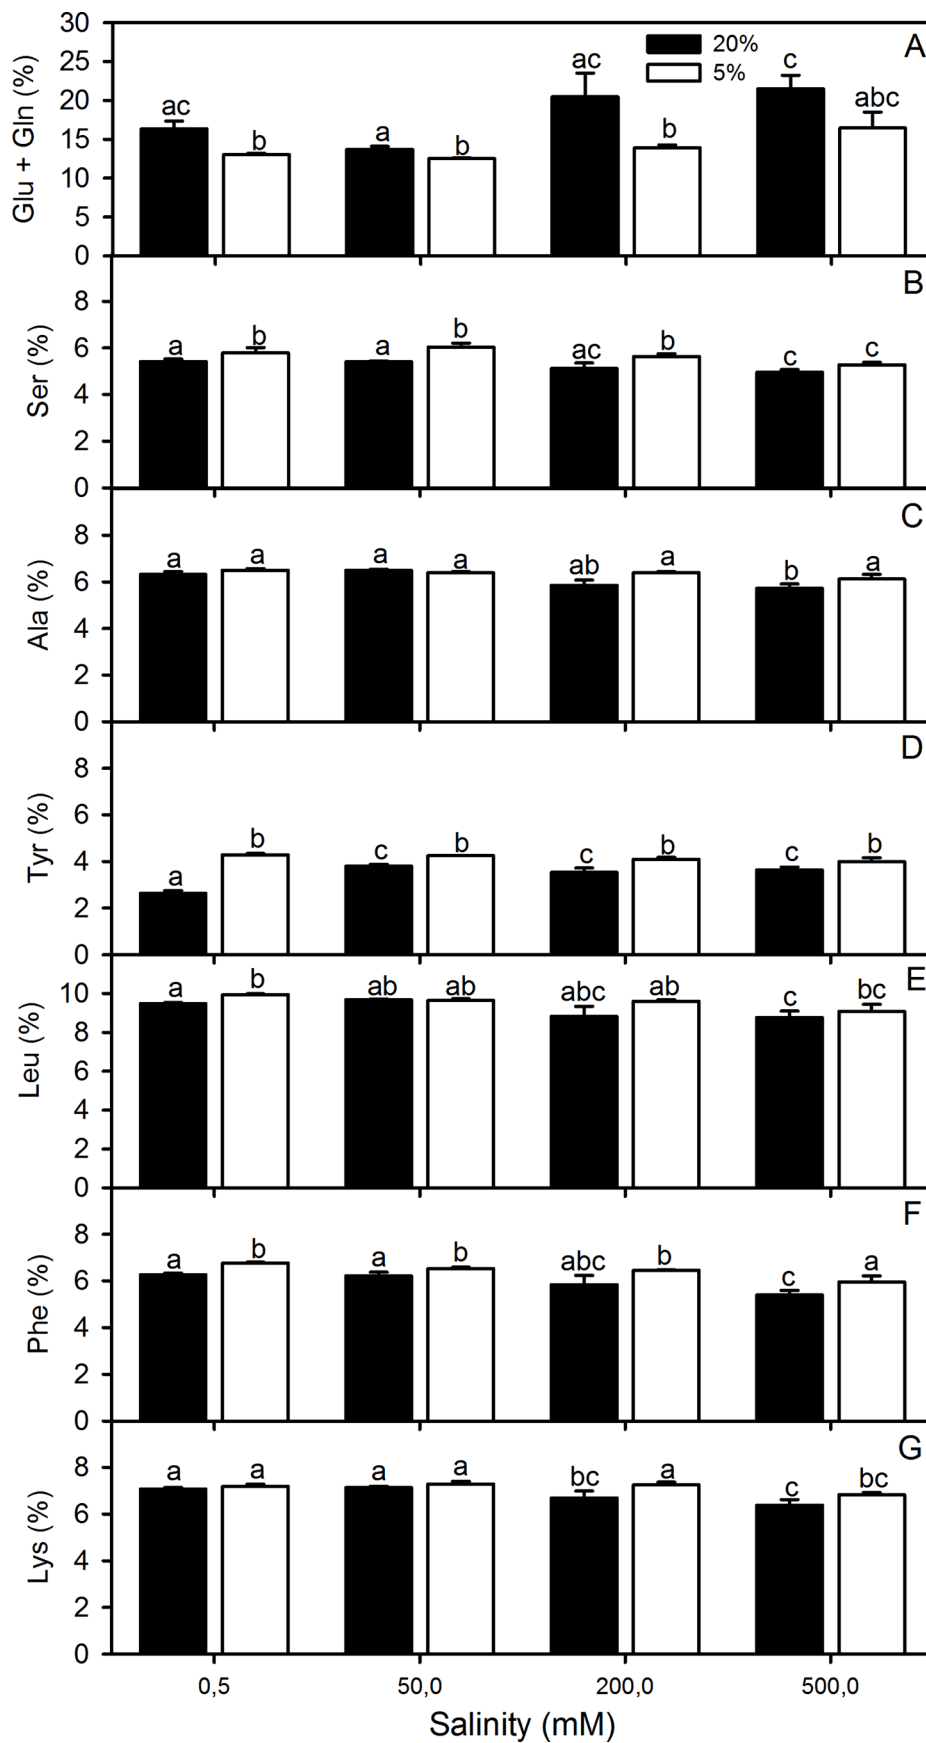 30
A
20%
5%
25
20
15
10
5
0
Glu + Gln (%)
ac
b
a
b
ac
b
c
abc
B
8
6
4
2
0
Ser (%)
a
b
a
b
ac
b
c
c
C
8
6
4
2
0
Ala (%)
a
a
a
a
ab
a
b
a
D
8
6
4
2
0
Tyr (%)
a
b
c
b
c
b
c
b
E
10
8
6
4
2
0
Leu (%)
a
b
ab
ab
abc
ab
c
bc
F
8
6
4
2
0
Phe (%)
a
b
a
b
abc
b
c
a
G
8
6
4
2
0
Lys (%)
a
a
a
a
bc
a
c
bc
0,5 50,0 200,0 500,0
Salinity (mM)